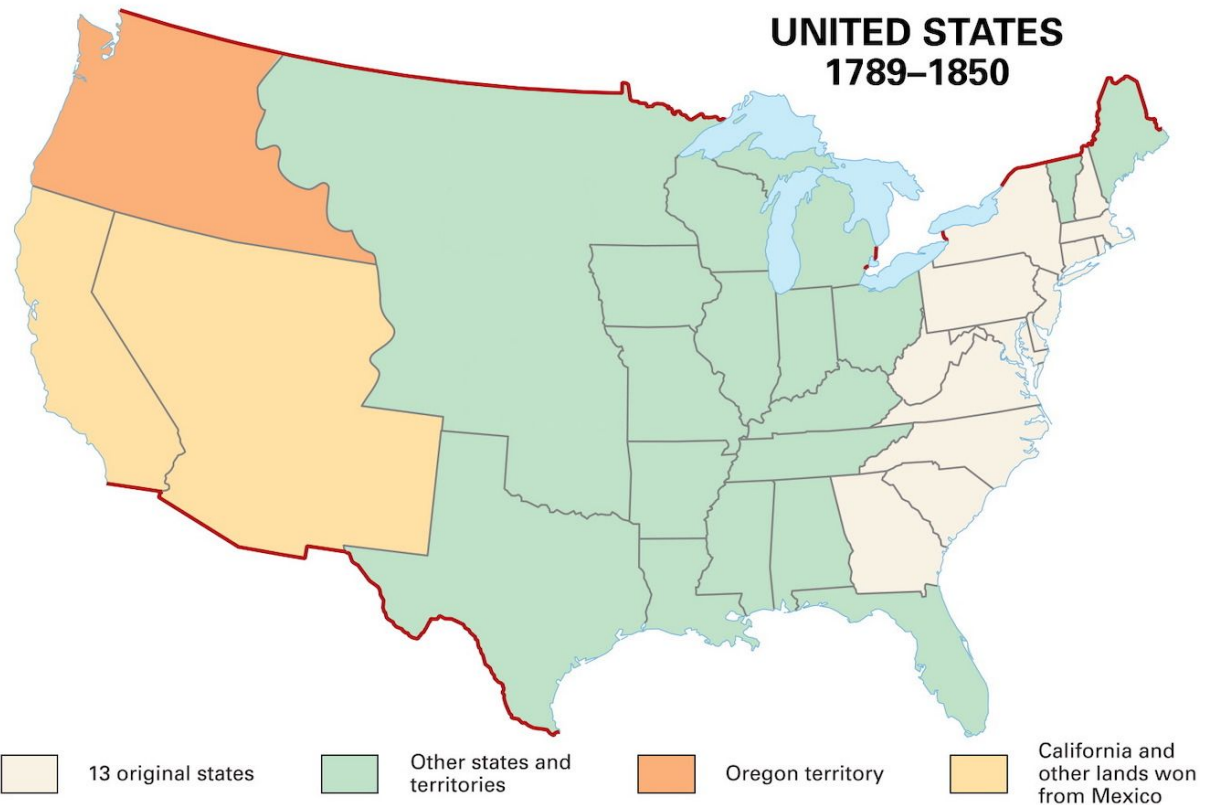 UNITED STATES
1789–1850
13 original states
Other states and
territories
Oregon territory
California and
other lands won
from Mexico